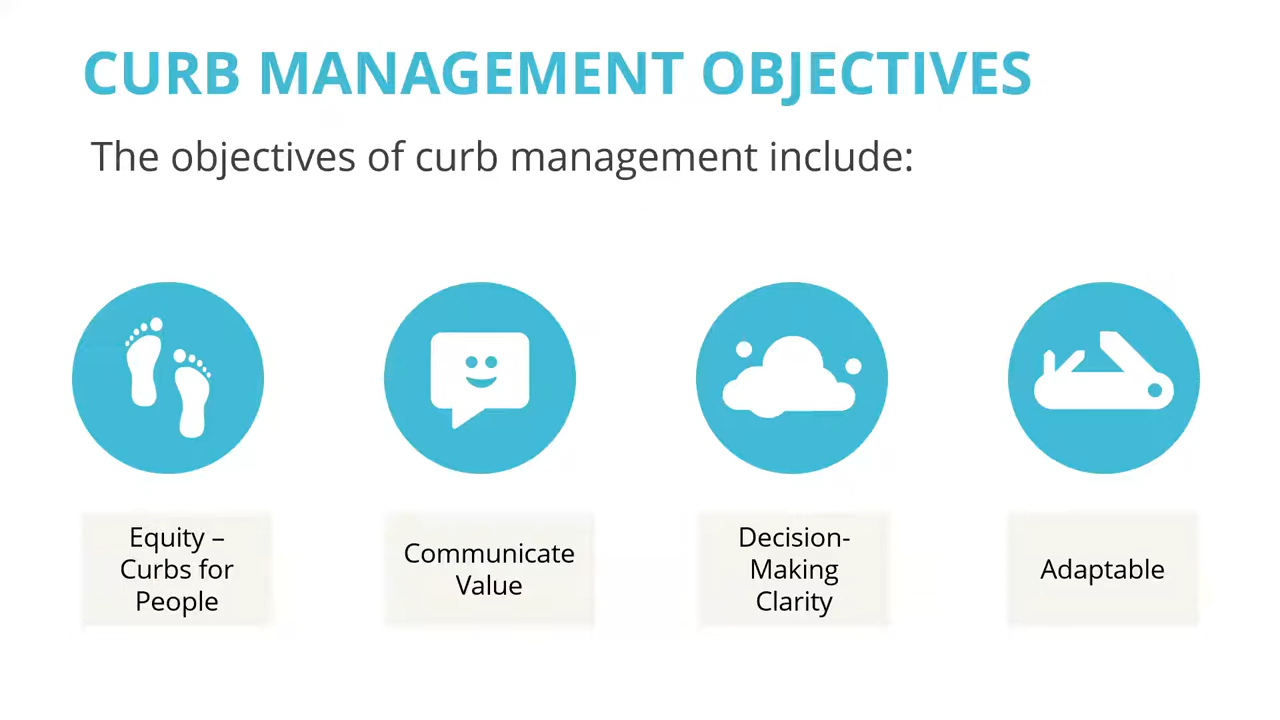 CURB MANAGEMENT OBJECTIVES
The objectives of curb management include:
Equity –
Curbs for
People
Communicate
Value
Decision-
Making
Clarity
Adaptable